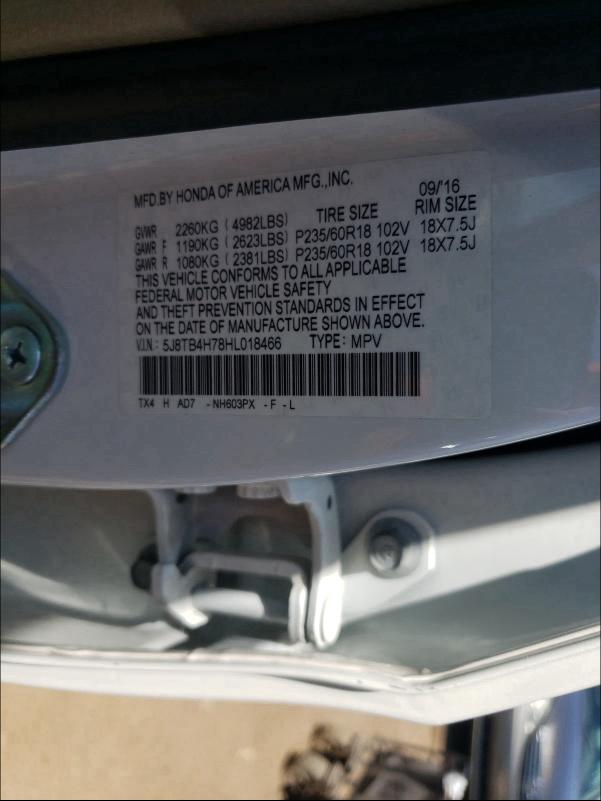 MFD.BY HONDA OF AMERICA MFG.,INC. 09/'16
GVWR 2260KG (4982LBS) TIRE SIZE RIM SIZE
GAWR F 1190KG (2623LBS) P235/60R18 102V 18X7.5J
GAWR R 1080KG (2381LBS) P235/60R18 102V 18X7.5J
THIS VEHICLE CONFORMS TO ALL APPLICABLE
FEDERAL MOTOR VEHICLE SAFETY
AND THEFT PREVENTION STANDARDS IN EFFECT
ON THE DATE OF MANUFACTURE SHOWN ABOVE.
V.I.N: 5J8TB4H78HL018466 TYPE: MPV
TX4 H AD7 -NH603PX -F -L